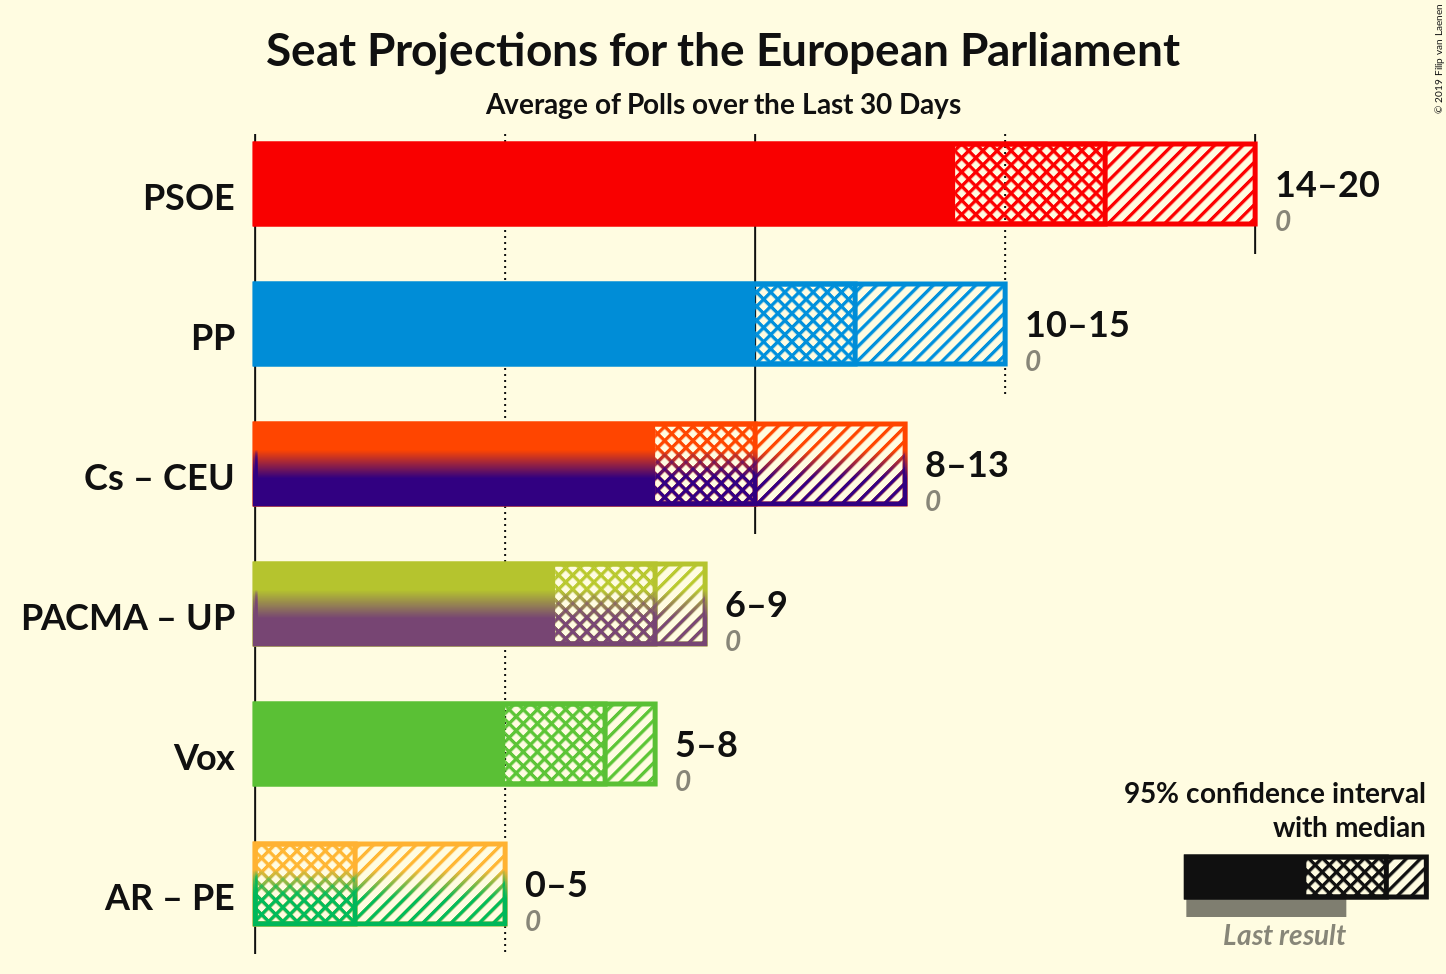 Seat Projections for the European Parliament
Average of Polls over the Last 30 Days
© 2019 Filip van Laenen
PSOE
14–20
0
PP
10–15
0
Cs – CEU
8–13
0
PACMA – UP
6–9
0
Vox
5–8
0
AR – PE
0–5
0
95% confidence interval
with median
Last result